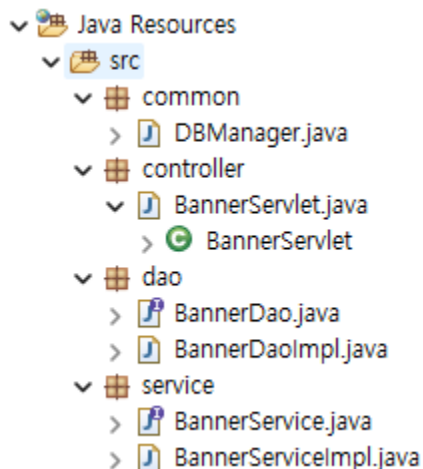 Java Resources
src
common
DBManager.java
controller
BannerServlet.java
BannerServlet
dao
BannerDao.java
BannerDaoImpl.java
service
BannerService.java
BannerServiceImpl.java